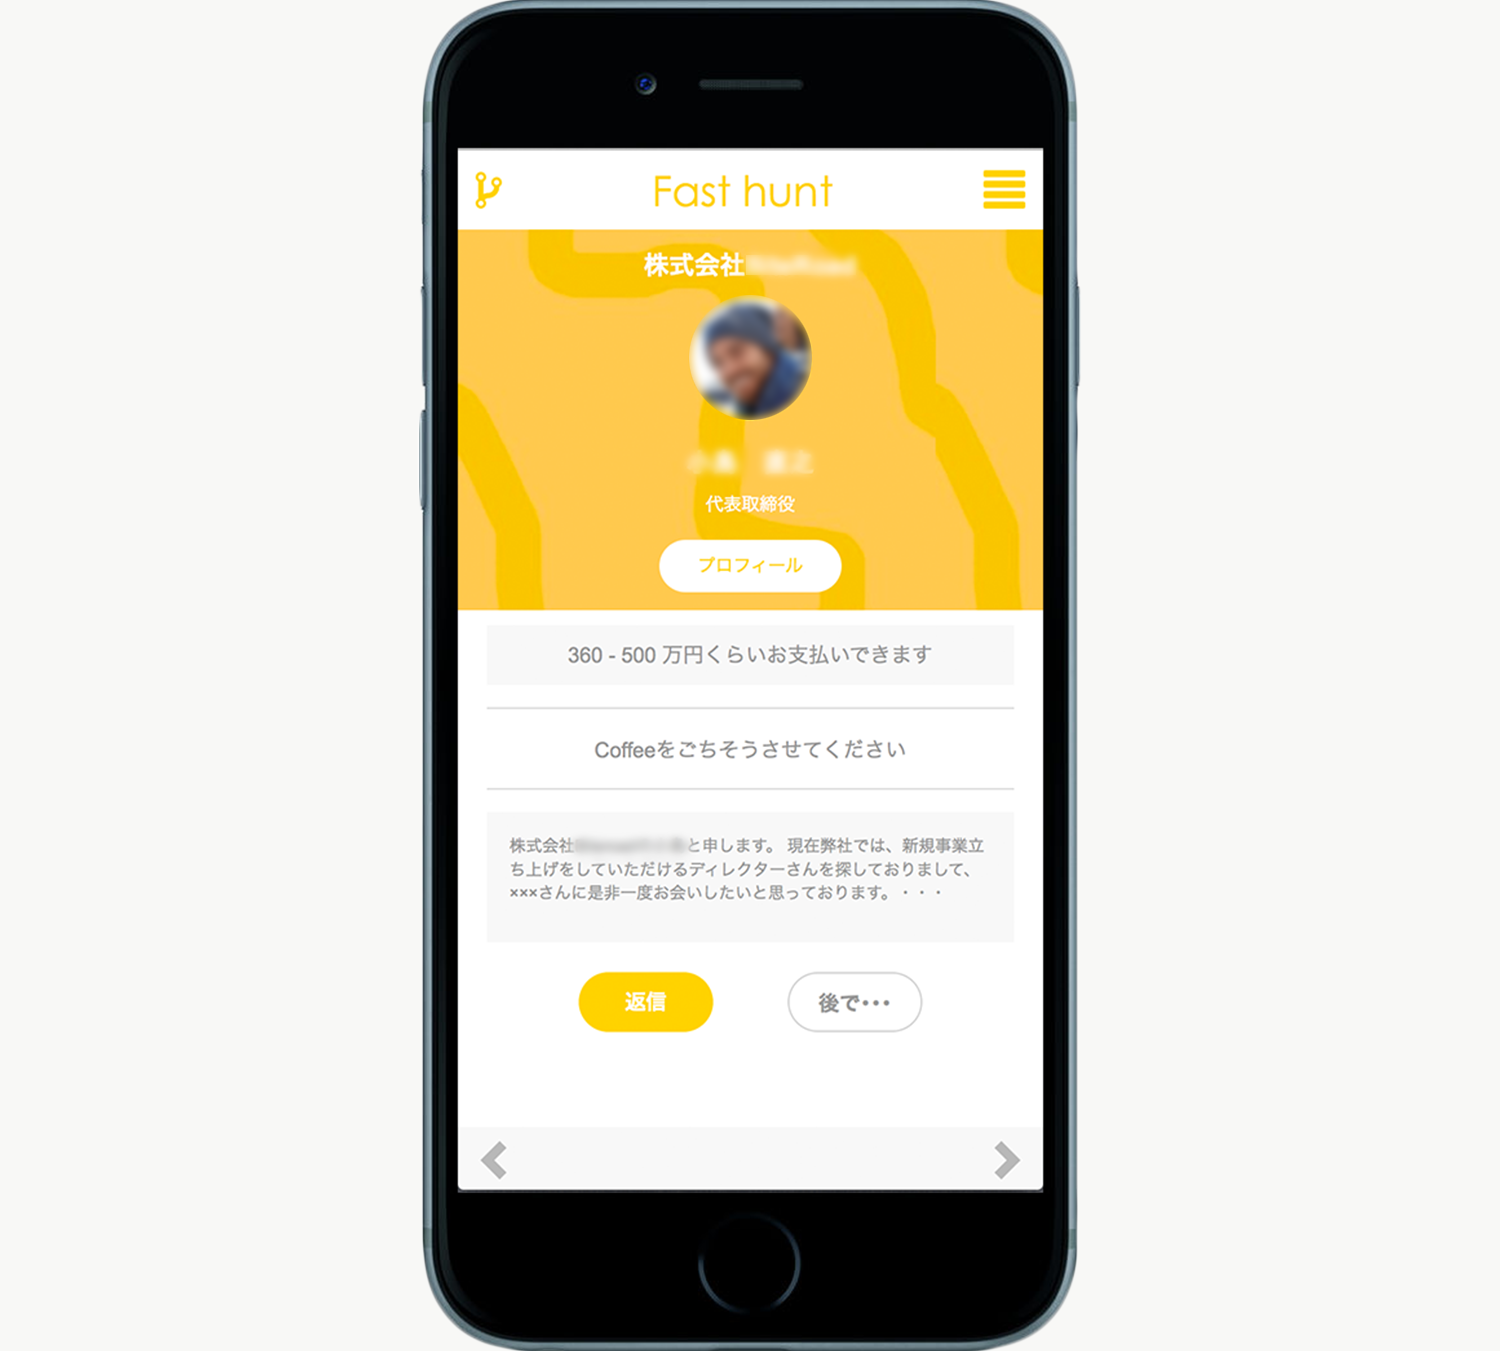 Fast hunt
株式会社
代表取締役
プロフィール
360 - 500 万円くらいお支払いできます
Coffeeをごちそうさせてください
株式会社と申します。 現在弊社では、新規事業立
ち上げをしていただけるディレクターさんを探しておりまして、
×××さんに是非一度お会いしたいと思っております。・・・
返信
後で･･･